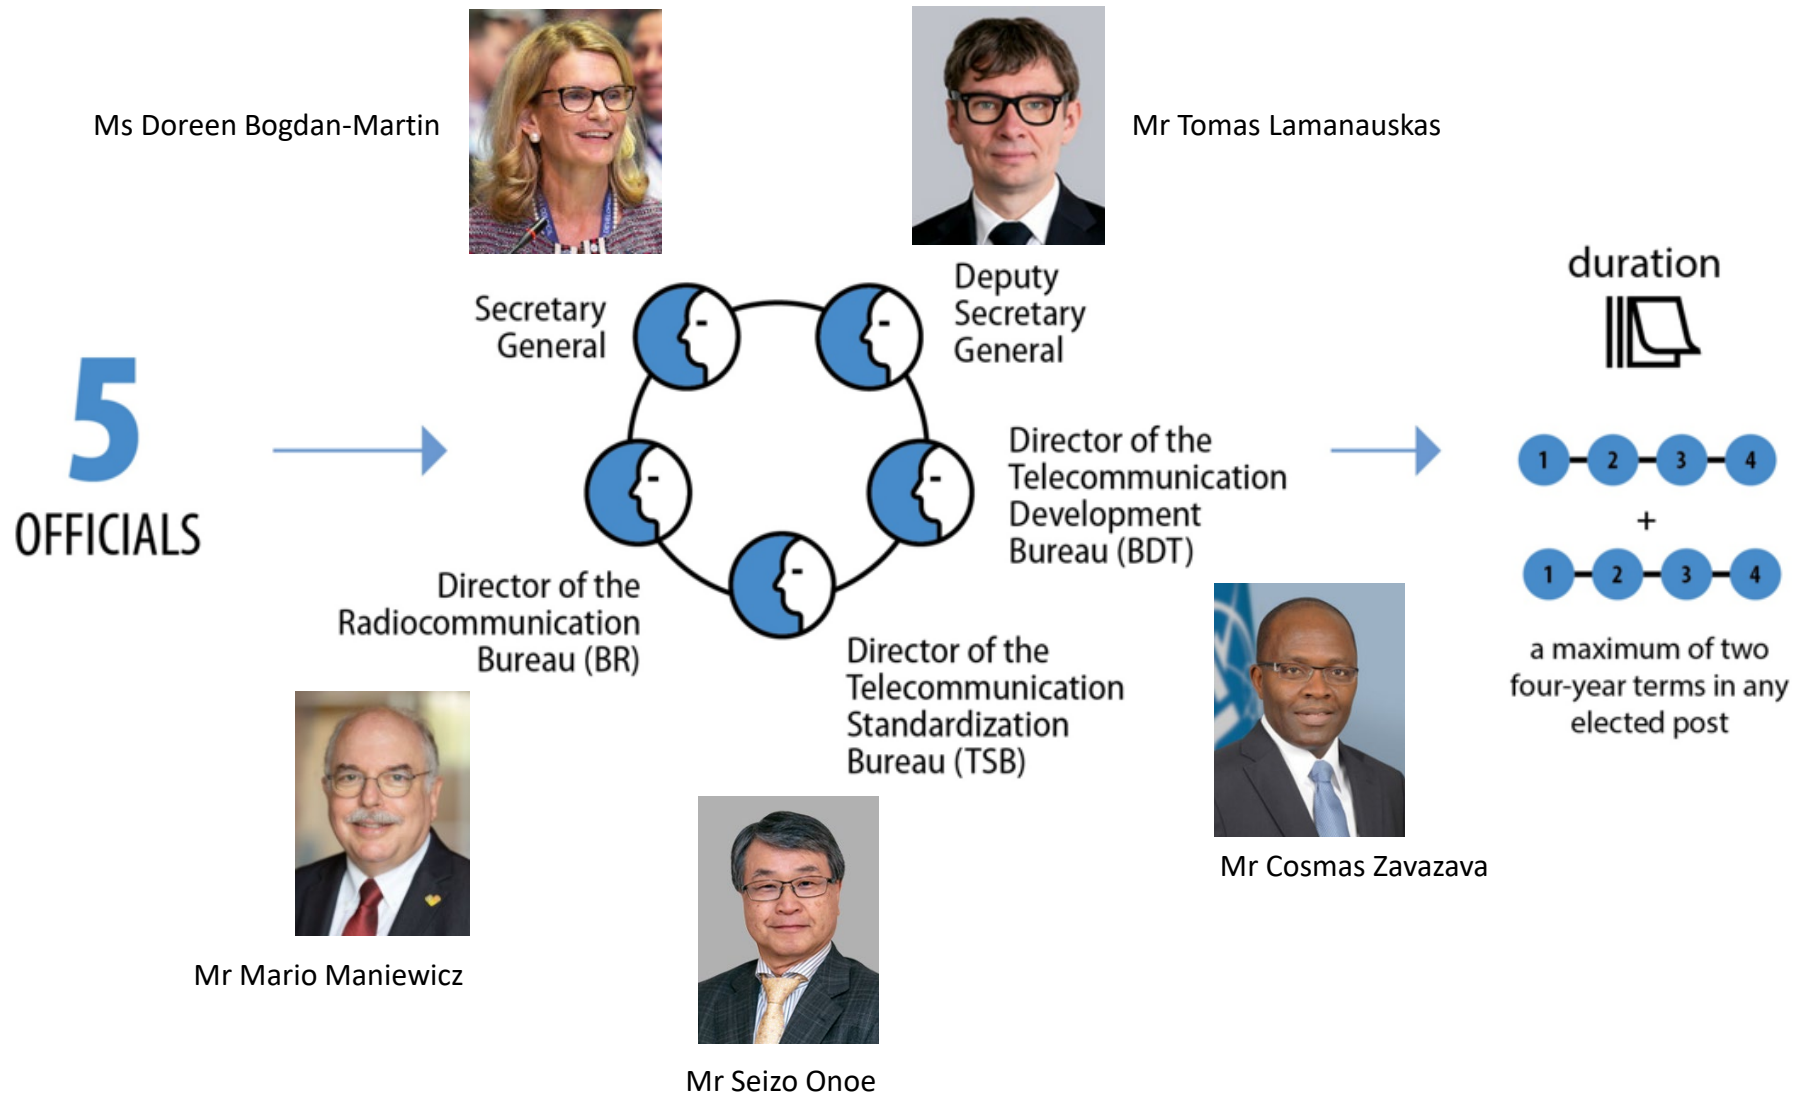 Ms Doreen Bogdan-Martin
Mr Tomas Lamanauskas
5
OFFICIALS
Secretary
General
Deputy
Secretary
General
Director of the
Telecommunication
Development
Bureau (BDT)
Director of the
Radiocommunication
Bureau (BR)
Director of the
Telecommunication
Standardization
Bureau (TSB)
Mr Mario Maniewicz
Mr Seizo Onoe
Mr Cosmas Zavazava
duration
1 2 3 4
+
1 2 3 4
a maximum of two
four-year terms in any
elected post